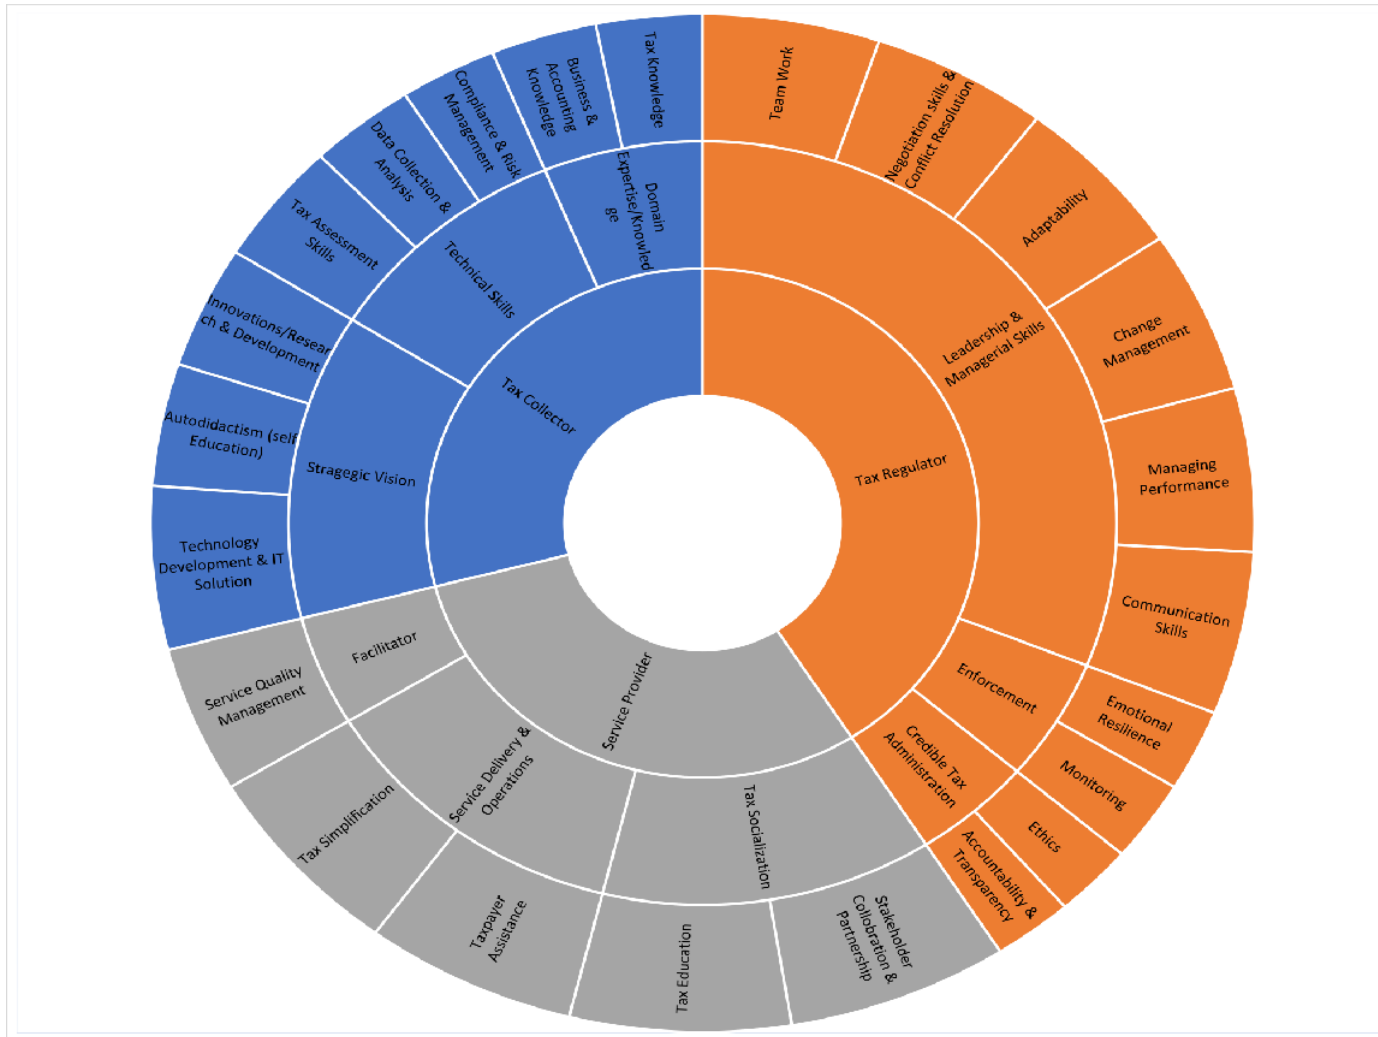 Tax Regulator
Leadership &
Managerial Skills
Team Work
Negotiation skills &
Conflict Resolution
Adaptability
Change
Management
Managing
Performance
Communication
Skills
Enforcement
Emotional
Resilience
Monitoring
Credible Tax
Administration
Ethics
Accountability &
Transparency
Service Provider
Tax Socialization
Stakeholder
Collobration &
Partnership
Tax Education
Service Delivery &
Operations
Taxpayer
Assistance
Tax Simplification
Facilitator
Service Quality
Management
Tax Collector
Stragegic Vision
Technology
Development & IT
Solution
Autodidactism (self
Education)
Innovations/Resear
ch & Development
Technical Skills
Tax Assessment
Skills
Data Collection &
Analysis
Compliance & Risk
Management
Domain
Expertise/Knowled
ge
Business &
Accounting
Knowledge
Tax Knowledge